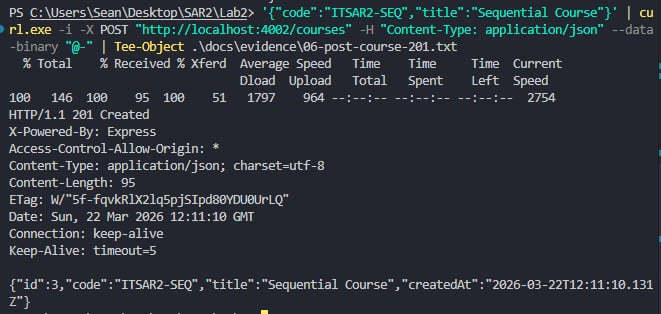 PS C:\Users\Sean\Desktop\SAR2\Lab2> '{"code":"ITSAR2-SEQ","title":"Sequential Course"}' | cu
rl.exe -i -X POST "http://localhost:4002/courses" -H "Content-Type: application/json" --data
-binary "@-" | Tee-Object .\docs\evidence\06-post-course-201.txt
  % Total    % Received % Xferd  Average Speed   Time    Time     Time  Current
                                 Dload  Upload   Total   Spent    Left  Speed
100   146  100    95  100    51   1797    964 --:--:-- --:--:-- --:--:--  2754
HTTP/1.1 201 Created
X-Powered-By: Express
Access-Control-Allow-Origin: *
Content-Type: application/json; charset=utf-8
Content-Length: 95
ETag: W/"5f-fqvkRlX2lq5pjSIpd80YDU0UrLQ"
Date: Sun, 22 Mar 2026 12:11:10 GMT
Connection: keep-alive
Keep-Alive: timeout=5

{"id":3,"code":"ITSAR2-SEQ","title":"Sequential Course","createdAt":"2026-03-22T12:11:10.131
Z"}